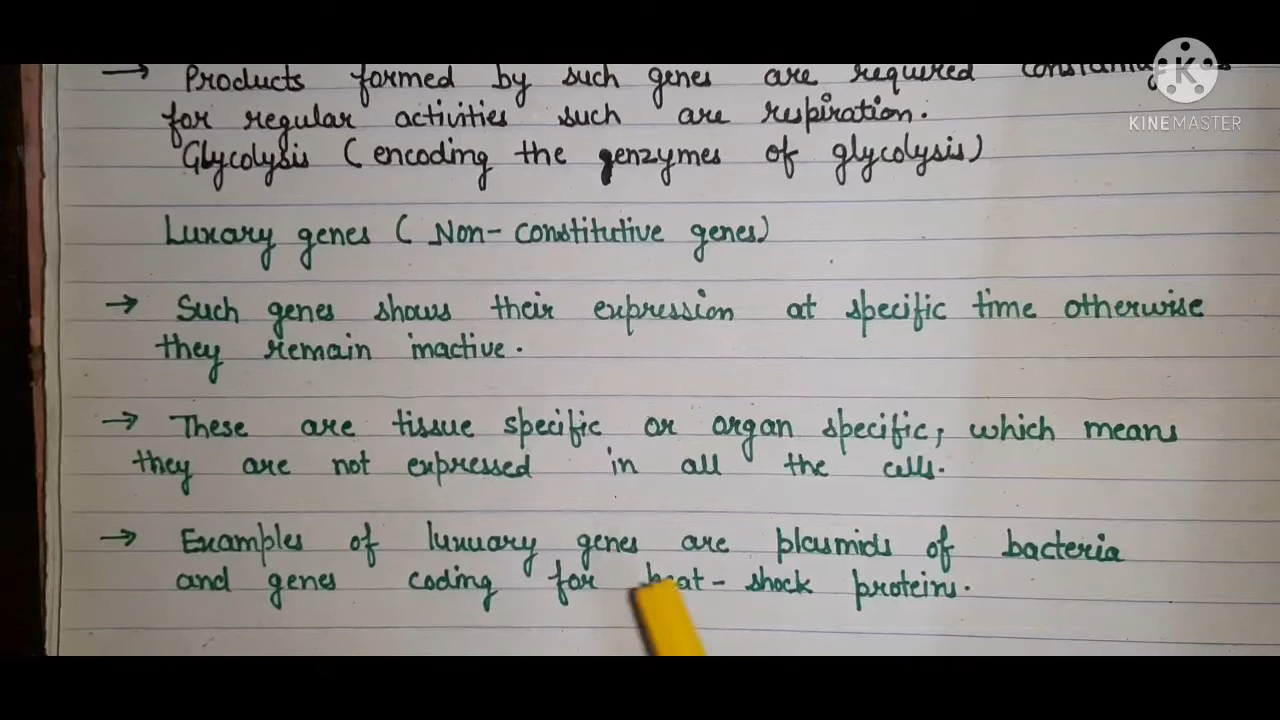 → Products formed by such genes are required
for regular activities such are respiration.
Glycolysis (encoding the enzymes of glycolysis)
Luxary genes ( Non-constitutive genes)
→ Such genes shows their expression at specific time otherwise
they remain inactive.
→ These are tissue specific or organ specific, which means
they are not expressed in all the cells.
→ Examples of luxuary genes are plasmids of bacteria
and genes coding for heat-shock proteins.
K
KINEMASTER